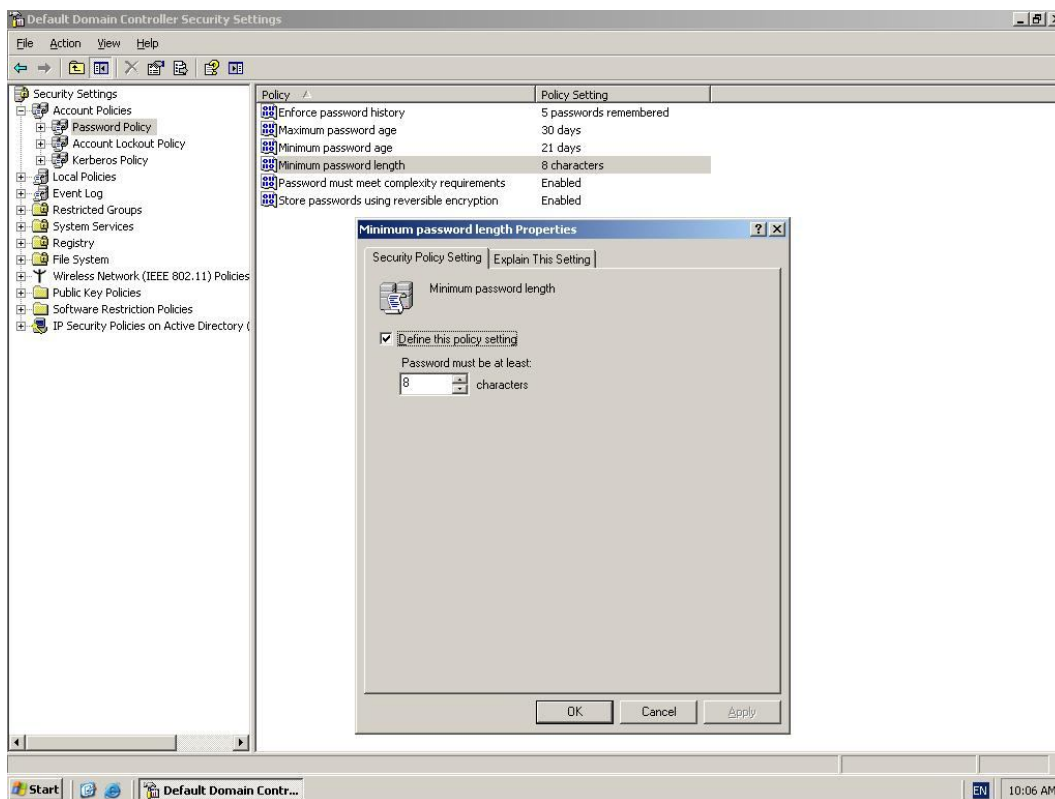 Default Domain Controller Security Settings
File Action View Help
Security Settings
Account Policies
Password Policy
Account Lockout Policy
Kerberos Policy
Local Policies
Event Log
Restricted Groups
System Services
Registry
File System
Wireless Network (IEEE 802.11) Policies
Public Key Policies
Software Restriction Policies
IP Security Policies on Active Directory (
Policy Policy Setting
Enforce password history 5 passwords remembered
Maximum password age 30 days
Minimum password age 21 days
Minimum password length 8 characters
Password must meet complexity requirements Enabled
Store passwords using reversible encryption Enabled
Minimum password length Properties
Security Policy Setting Explain This Setting
Minimum password length
Define this policy setting
Password must be at least:
8 characters
OK Cancel Apply
Start Default Domain Contr... EN 10:06 AM